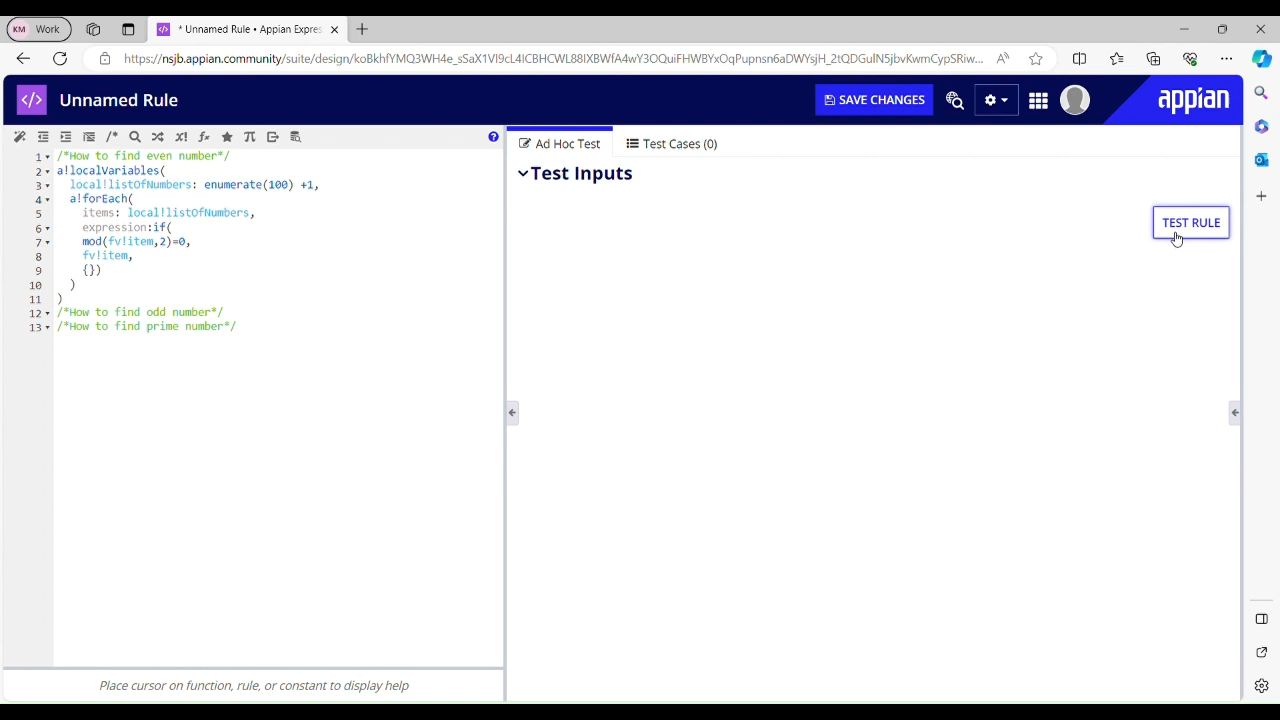 KM Work
* Unnamed Rule • Appian Expres
https://nsjb.appian.community/suite/design/koBkhfYMQ3WH4e_sSaX1VI9cL4ICBHCWL88IXBWfA4wY3OQuiFHWBYxOqPupnsn6aDWYsjH_2tQDGuIN5jbvKwmCypSRiw...
</> Unnamed Rule
SAVE CHANGES
appian
1 /*How to find even number*/
2 a!localVariables(
3 local!listOfNumbers: enumerate(100) +1,
4 a!forEach(
5 items: local!listOfNumbers,
6 expression:if(
7 mod(fv!item,2)=0,
8 fv!item,
9 {})
10 )
11 )
12 /*How to find odd number*/
13 /*How to find prime number*/
Ad Hoc Test
Test Cases (0)
Test Inputs
TEST RULE
Place cursor on function, rule, or constant to display help